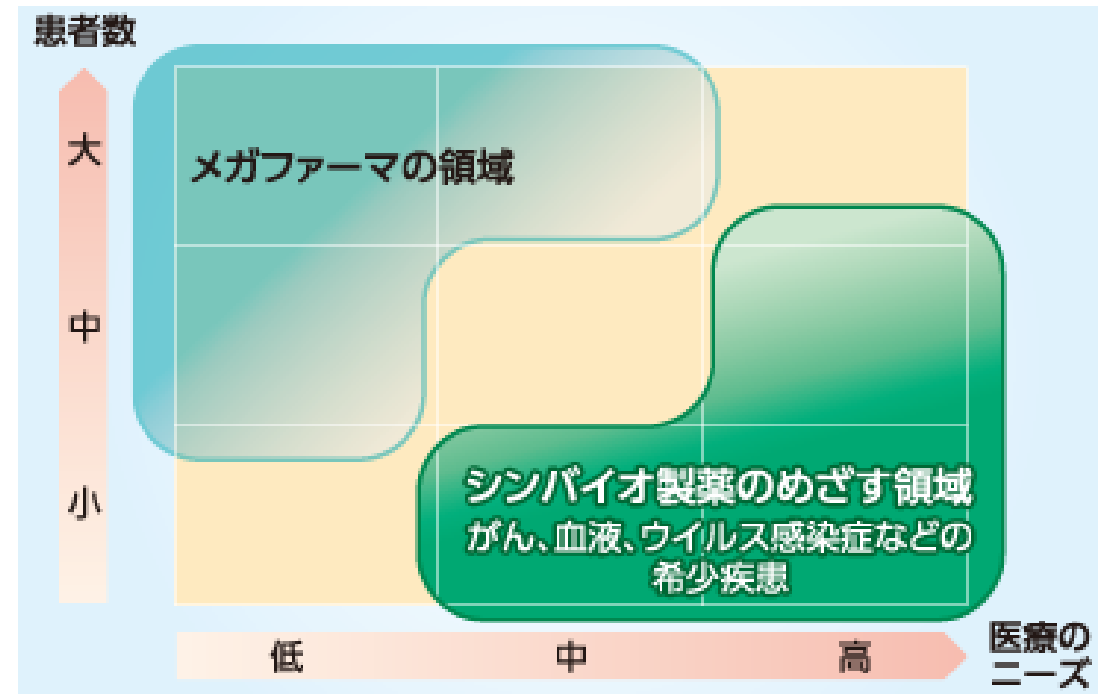 患者数
大
メガファーマの領域
中
小
シンバイオ製薬のめざす領域
がん、血液、ウイルス感染症などの
希少疾患
低
中
高
医療の
ニーズ